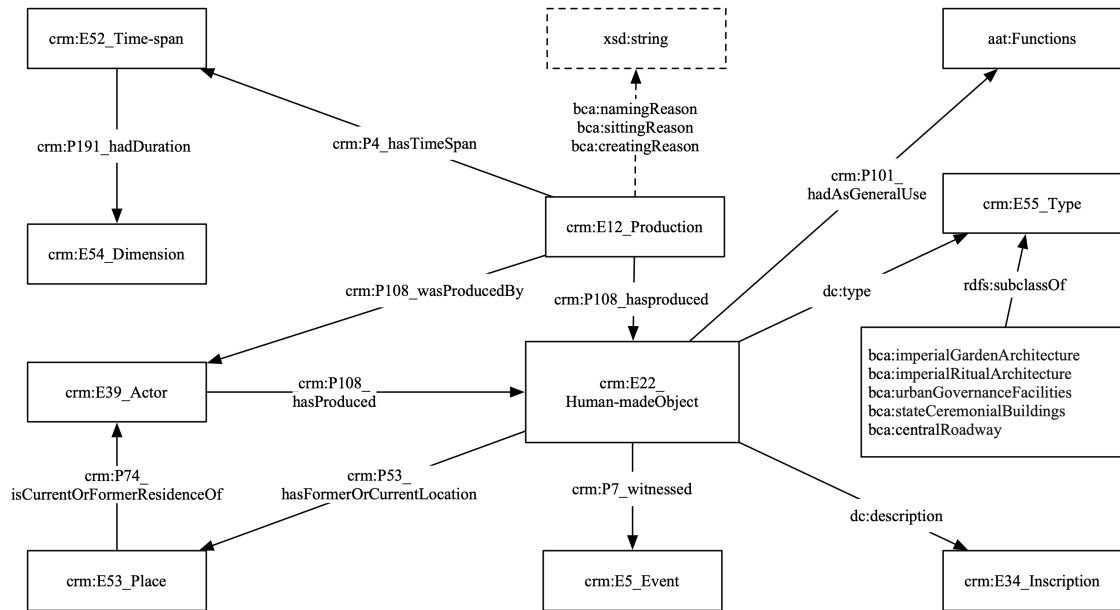 crm:E52_Time-span
xsd:string
aat:Functions
bca:namingReason
bca:sittingReason
bca:creatingReason
crm:P191_hadDuration
crm:P4_hasTimeSpan
crm:P101_
hadAsGeneralUse
crm:E55_Type
crm:E12_Production
crm:E54_Dimension
crm:P108_wasProducedBy
crm:P108_hasproduced
dc:type
rdfs:subclassOf
bca:imperialGardenArchitecture
bca:imperialRitualArchitecture
bca:urbanGovernanceFacilities
bca:stateCeremonialBuildings
bca:centralRoadway
crm:E39_Actor
crm:P108_
hasProduced
crm:E22_
Human-madeObject
crm:P74_
isCurrentOrFormerResidenceOf
crm:P53_
hasFormerOrCurrentLocation
crm:P7_witnessed
dc:description
crm:E53_Place
crm:E5_Event
crm:E34_Inscription